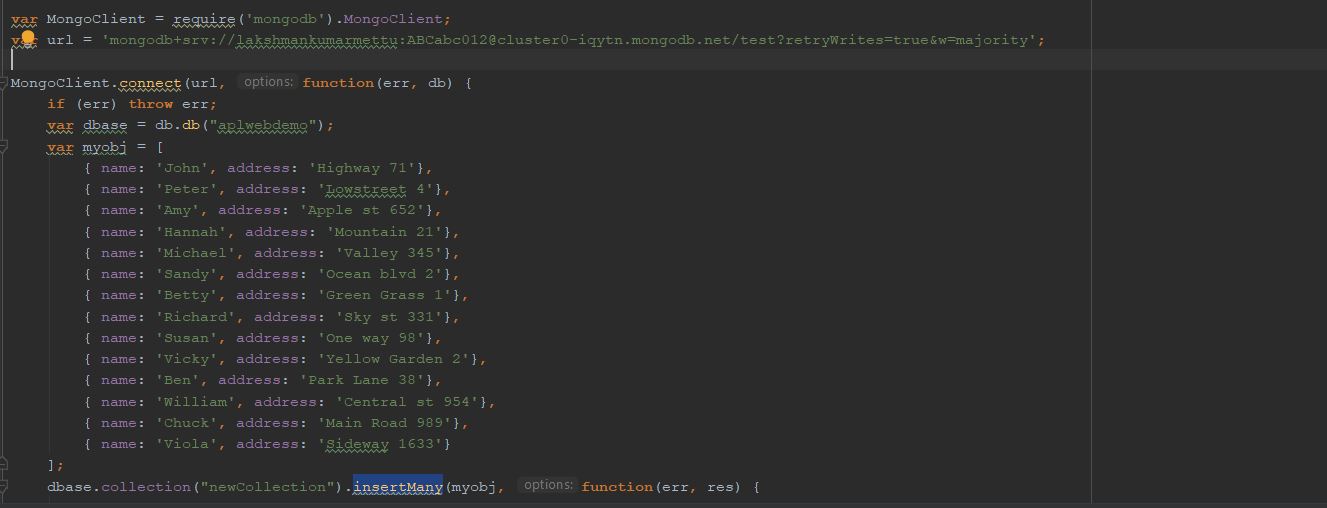 var MongoClient = require('mongodb').MongoClient;
var url = 'mongodb+srv://lakshmankumarmettu:ABCabc012@cluster0-iqytn.mongodb.net/test?retryWrites=true&w=majority';
MongoClient.connect(url, options: function(err, db) {
if (err) throw err;
var dbase = db.db("aplwebdemo");
var myobj = [
{ name: 'John', address: 'Highway 71'},
{ name: 'Peter', address: 'Lowstreet 4'},
{ name: 'Amy', address: 'Apple st 652'},
{ name: 'Hannah', address: 'Mountain 21'},
{ name: 'Michael', address: 'Valley 345'},
{ name: 'Sandy', address: 'Ocean blvd 2'},
{ name: 'Betty', address: 'Green Grass 1'},
{ name: 'Richard', address: 'Sky st 331'},
{ name: 'Susan', address: 'One way 98'},
{ name: 'Vicky', address: 'Yellow Garden 2'},
{ name: 'Ben', address: 'Park Lane 38'},
{ name: 'William', address: 'Central st 954'},
{ name: 'Chuck', address: 'Main Road 989'},
{ name: 'Viola', address: 'Sideway 1633'}
];
dbase.collection("newCollection").insertMany(myobj, options: function(err, res) {